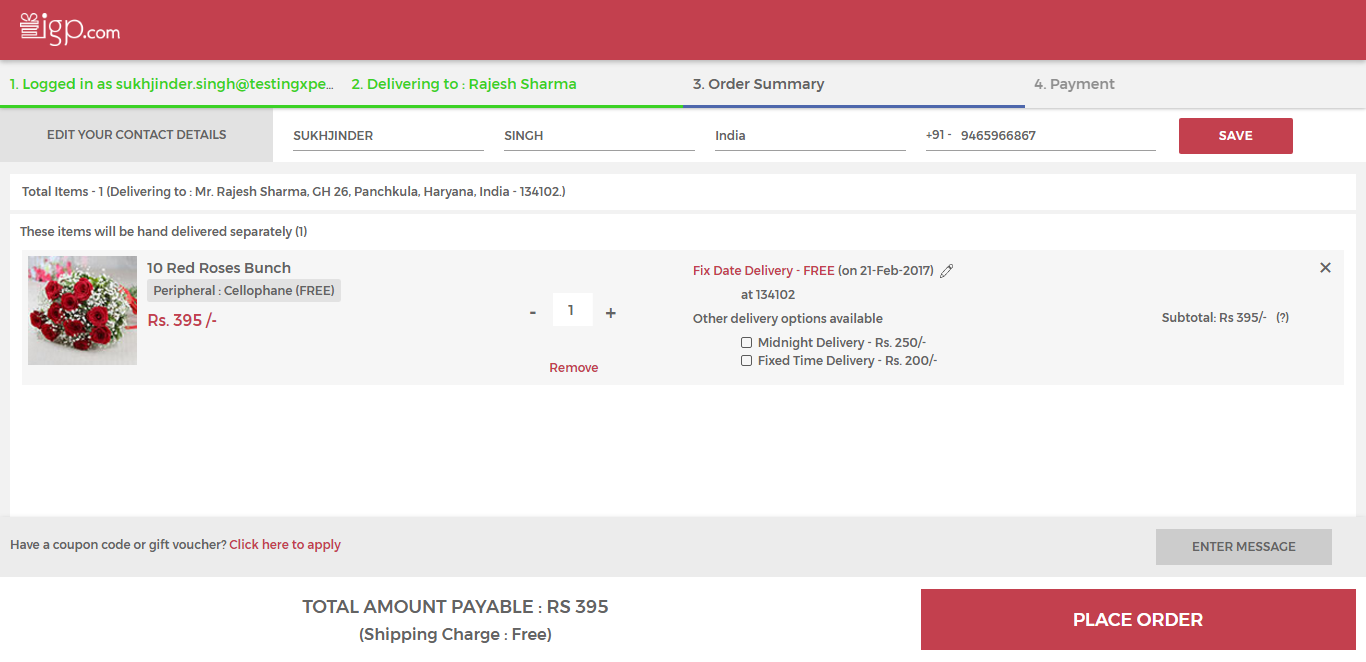 igp.com
1. Logged in as sukhjinder.singh@testingxpe...
2. Delivering to : Rajesh Sharma
3. Order Summary
4. Payment
EDIT YOUR CONTACT DETAILS
SUKHJINDER
SINGH
India
+91 - 9465966867
SAVE
Total Items - 1 (Delivering to : Mr. Rajesh Sharma, GH 26, Panchkula, Haryana, India - 134102.)
These items will be hand delivered separately (1)
10 Red Roses Bunch
Peripheral : Cellophane (FREE)
Rs. 395 /-
- 1 +
Remove
Fix Date Delivery - FREE (on 21-Feb-2017)
at 134102
Other delivery options available
Midnight Delivery - Rs. 250/-
Fixed Time Delivery - Rs. 200/-
Subtotal: Rs 395/- (?)
Have a coupon code or gift voucher? Click here to apply
ENTER MESSAGE
TOTAL AMOUNT PAYABLE : RS 395
(Shipping Charge : Free)
PLACE ORDER